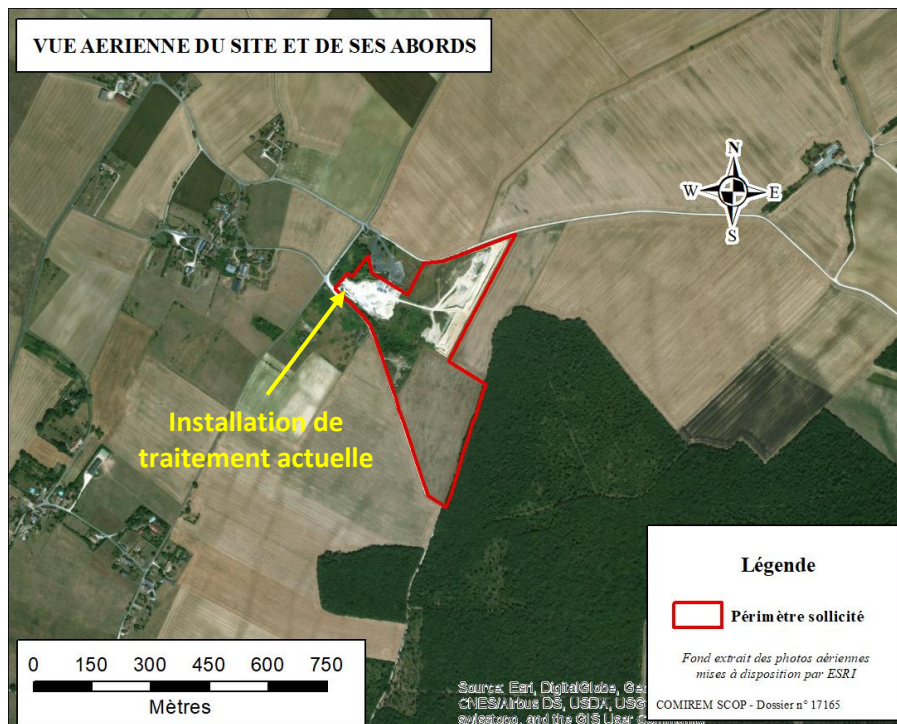 VUE AERIENNE DU SITE ET DE SES ABORDS
N
W E
S
Installation de
traitement actuelle
Légende
Périmètre sollicité
Fond extrait des photos aériennes
mises à disposition par ESRI
COMIREM SCOP - Dossier n° 17165
0 150 300 450 600 750
Mètres
Source: Esri, DigitalGlobe,
CNES/Airbus DS, USDA,
swisstopo, and the GIS User